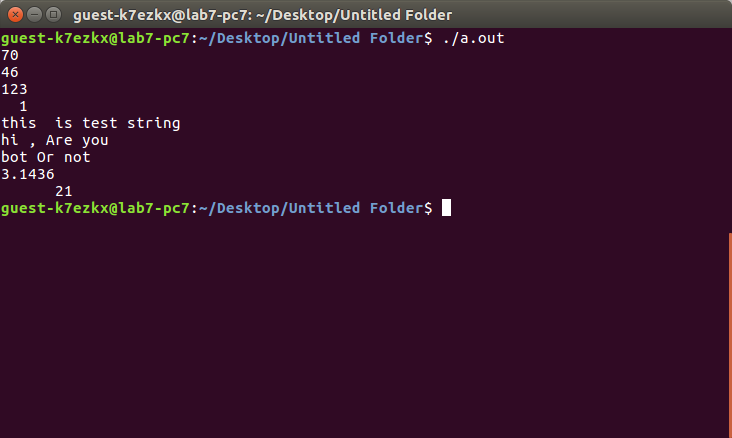 guest-k7ezkx@lab7-pc7: ~/Desktop/Untitled Folder
guest-k7ezkx@lab7-pc7:~/Desktop/Untitled Folder$ ./a.out
70
46
123
  1
this  is test string
hi , Are you
bot Or not
3.1436
      21
guest-k7ezkx@lab7-pc7:~/Desktop/Untitled Folder$